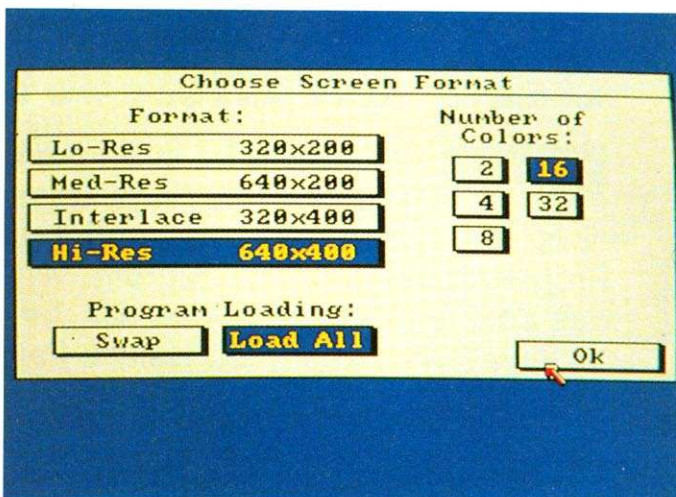 Choose Screen Format
Format:
Lo-Res 320x200
Med-Res 640x200
Interlace 320x400
Hi-Res 640x400
Number of
Colors:
2 16
4 32
8
Program Loading:
Swap Load All
Ok